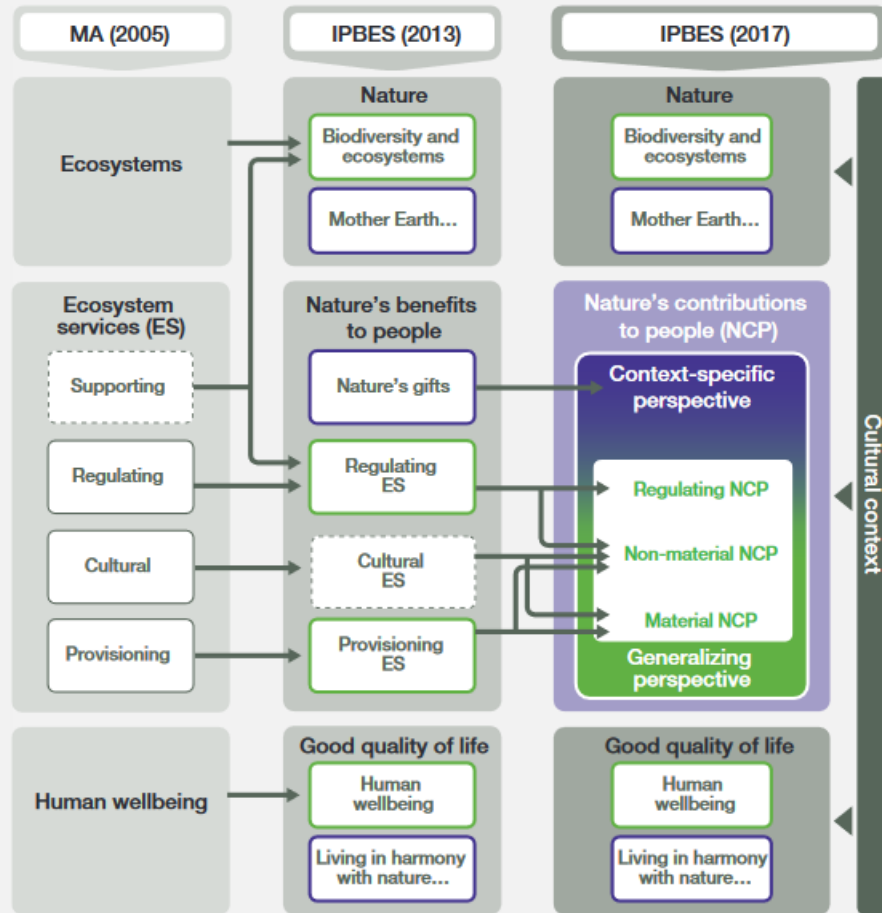 MA (2005)
IPBES (2013)
IPBES (2017)
Ecosystems
Nature
Biodiversity and
ecosystems
Mother Earth...
Nature
Biodiversity and
ecosystems
Mother Earth...
Ecosystem
services (ES)
Supporting
Regulating
Cultural
Provisioning
Nature's benefits
to people
Nature's gifts
Regulating
ES
Cultural
ES
Provisioning
ES
Nature's contributions
to people (NCP)
Context-specific
perspective
Regulating NCP
Non-material NCP
Material NCP
Generalizing
perspective
Human wellbeing
Good quality of life
Human
wellbeing
Living in harmony
with nature...
Good quality of life
Human
wellbeing
Living in harmony
with nature...
Cultural context